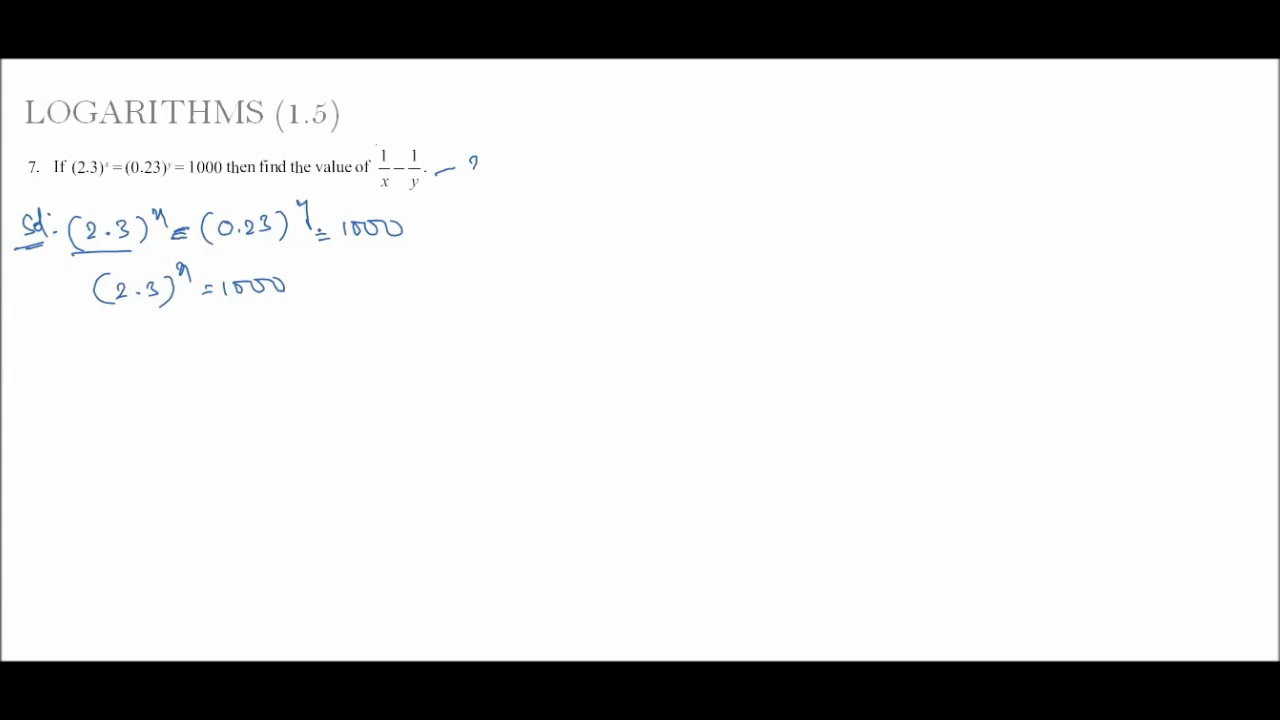 LOGARITHMS (1.5)
7. If (2.3)ˣ = (0.23)ʸ = 1000 then find the value of 1/x − 1/y. — ?
Sol: (2.3)ˣ = (0.23)ʸ = 1000
(2.3)ˣ = 1000